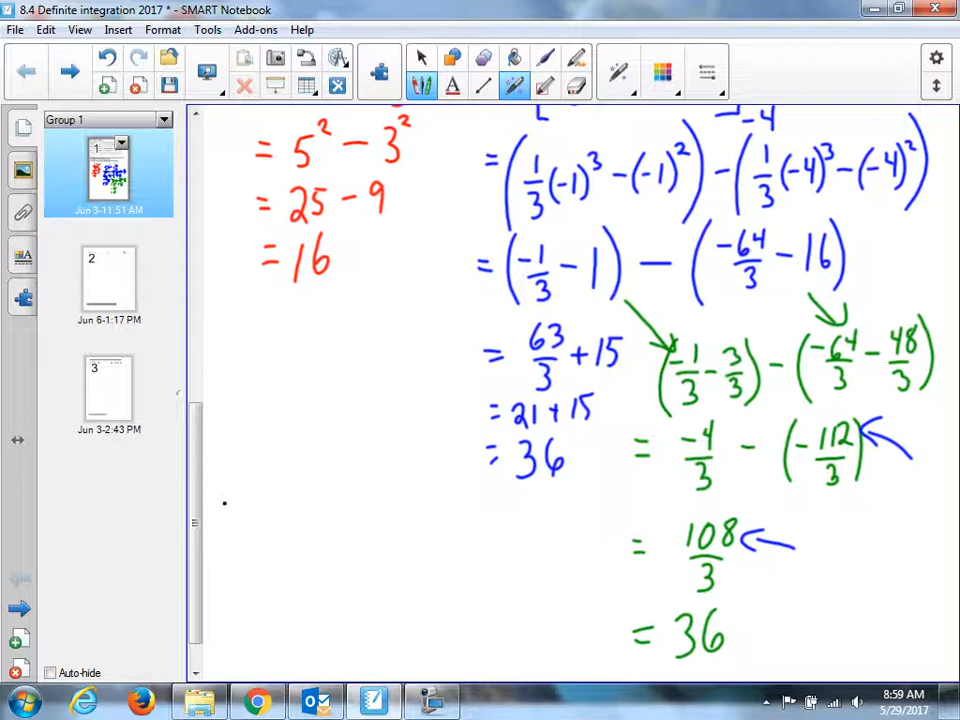 8.4 Definite integration 2017 * - SMART Notebook
File Edit View Insert Format Tools Add-ons Help
Group 1
1
Jun 3-11:51 AM
2
Jun 6-1:17 PM
3
Jun 3-2:43 PM
Auto-hide
= 5² - 3²
= 25 - 9
= 16
-4
= (1/3(-1)³ - (-1)²) - (1/3(-4)³ - (-4)²)
= (-1/3 - 1) - (-64/3 - 16)
= 63/3 + 15
= 21 + 15
= 36
(-1/3 - 3/3) - (-64/3 - 48/3)
= -4/3 - (-112/3)
= 108/3
= 36
8:59 AM
5/29/2017